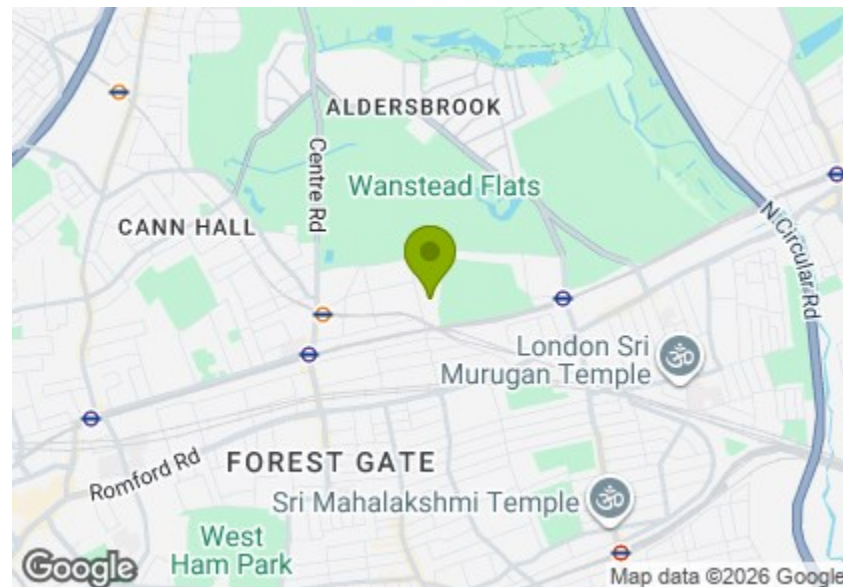 ALDERSBROOK
Centre Rd
Wanstead Flats
CANN HALL
N Circular Rd
London Sri
Murugan Temple
ॐ
Romford Rd
FOREST GATE
Sri Mahalakshmi Temple
ॐ
West
Ham Park
Google
Map data ©2026 Google